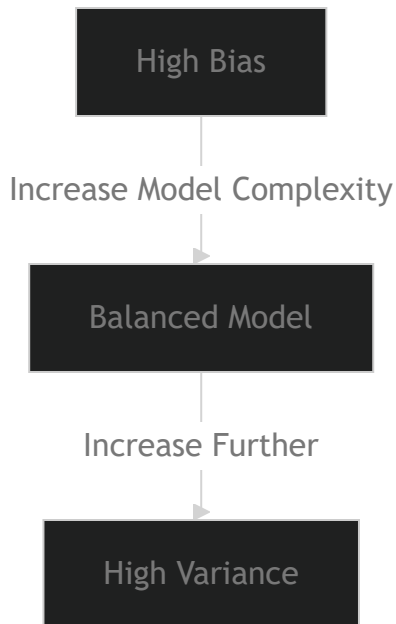 High Bias
Increase Model Complexity
Balanced Model
Increase Further
High Variance